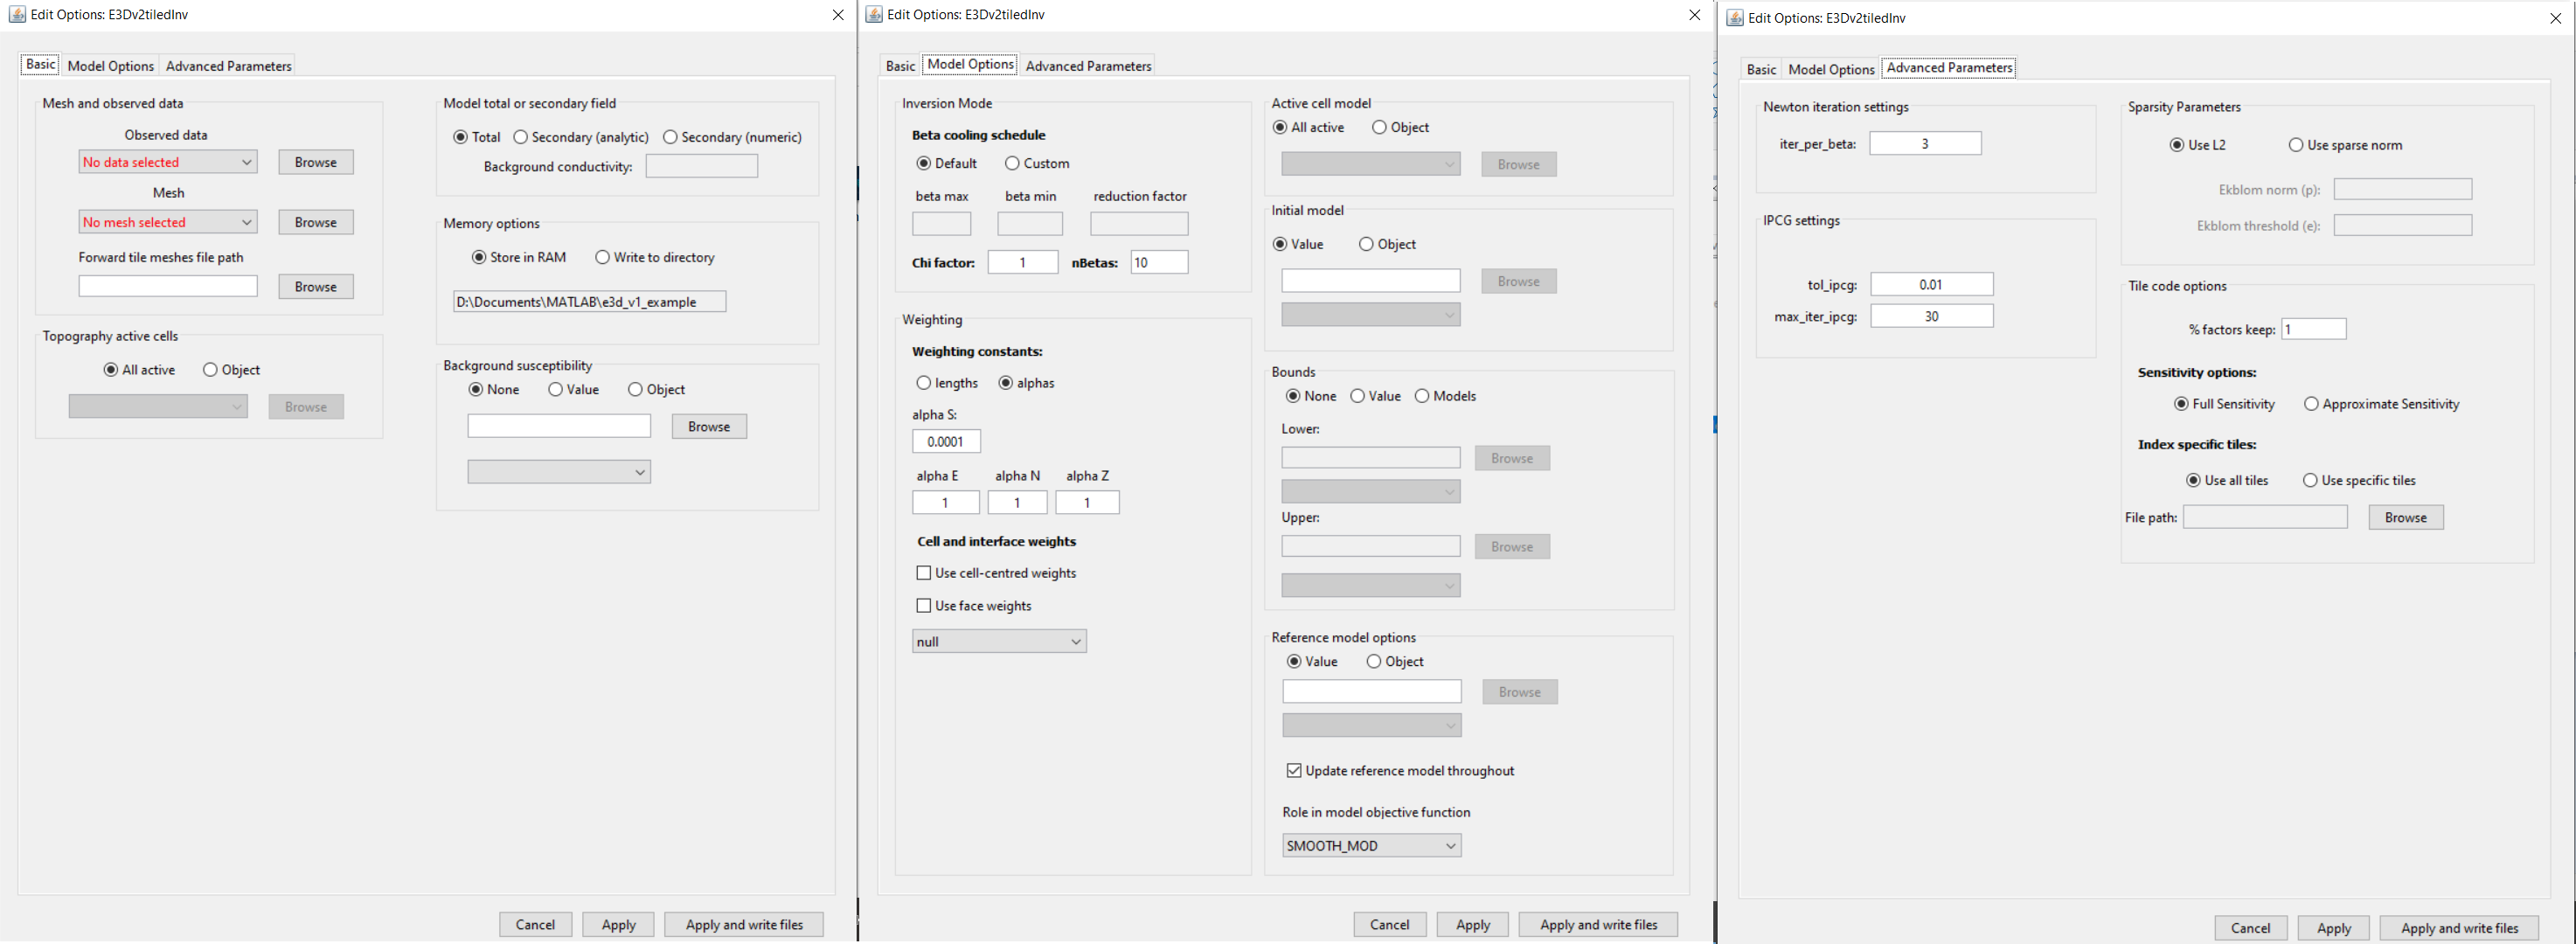 Edit Options: E3Dv2tiledInv
Basic Model Options Advanced Parameters
Mesh and observed data
Observed data
No data selected Browse
Mesh
No mesh selected Browse
Forward tile meshes file path
Browse
Topography active cells
All active Object
Browse
Model total or secondary field
Total Secondary (analytic) Secondary (numeric)
Background conductivity:
Memory options
Store in RAM Write to directory
D:\Documents\MATLAB\e3d_v1_example
Background susceptibility
None Value Object
Browse
Cancel Apply Apply and write files
Edit Options: E3Dv2tiledInv
Basic Model Options Advanced Parameters
Inversion Mode
Beta cooling schedule
Default Custom
beta max beta min reduction factor
Chi factor: 1 nBetas: 10
Weighting
Weighting constants:
lengths alphas
alpha S:
0.0001
alpha E alpha N alpha Z
1 1 1
Cell and interface weights
Use cell-centred weights
Use face weights
null
Active cell model
All active Object
Browse
Initial model
Value Object
Browse
Bounds
None Value Models
Lower:
Browse
Upper:
Browse
Reference model options
Value Object
Browse
Update reference model throughout
Role in model objective function
SMOOTH_MOD
Cancel Apply Apply and write files
Edit Options: E3Dv2tiledInv
Basic Model Options Advanced Parameters
Newton iteration settings
iter_per_beta: 3
IPCG settings
tol_ipcg: 0.01
max_iter_ipcg: 30
Sparsity Parameters
Use L2 Use sparse norm
Ekblom norm (p):
Ekblom threshold (e):
Tile code options
% factors keep: 1
Sensitivity options:
Full Sensitivity Approximate Sensitivity
Index specific tiles:
Use all tiles Use specific tiles
File path: Browse
Cancel Apply Apply and write files